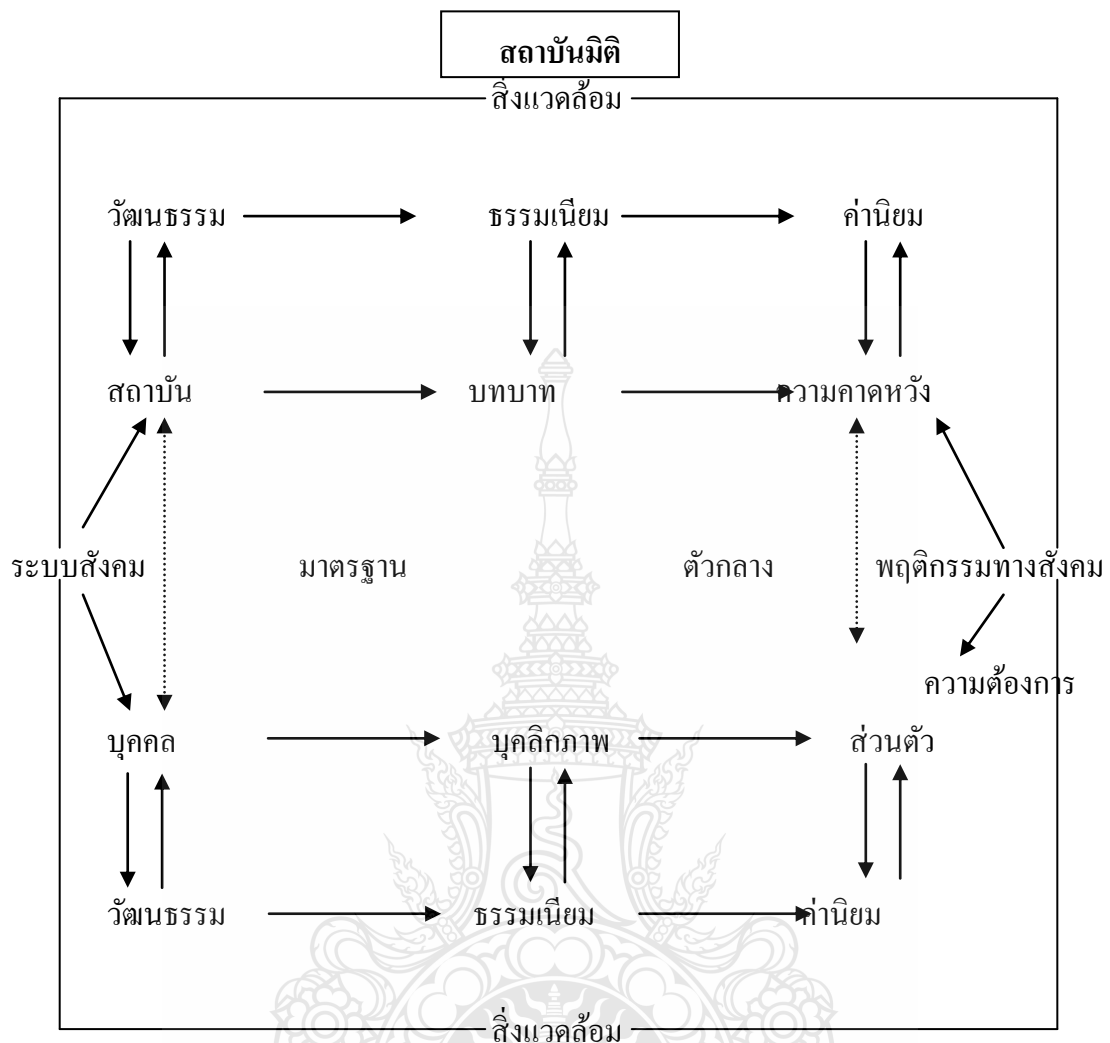 สถาบันมิติ
สิ่งแวดล้อม
วัฒนธรรม ธรรมเนียม ค่านิยม
สถาบัน บทบาท ความคาดหวัง
ระบบสังคม มาตรฐาน ตัวกลาง พฤติกรรมทางสังคม
ความต้องการ
บุคคล บุคลิกภาพ ส่วนตัว
วัฒนธรรม ธรรมเนียม ค่านิยม
สิ่งแวดล้อม